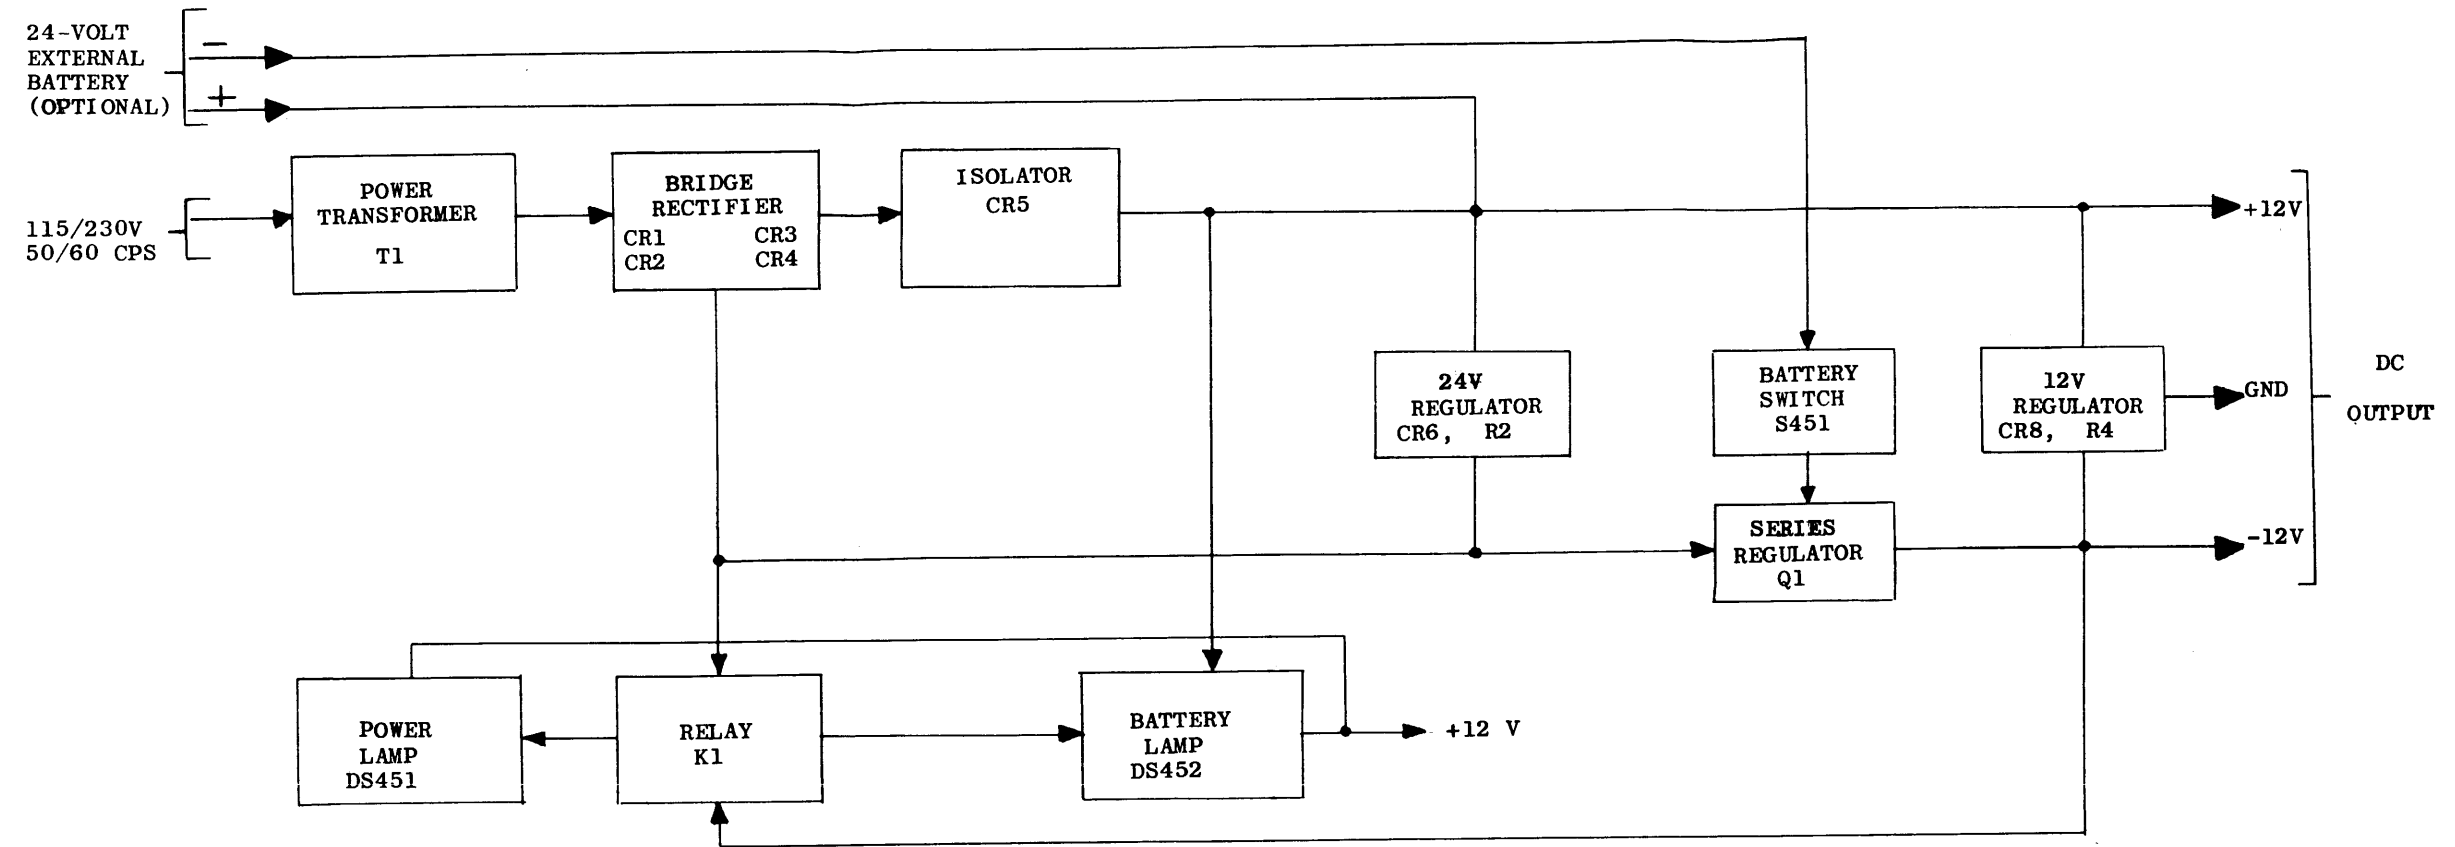 24-VOLT
EXTERNAL
BATTERY
(OPTIONAL)
-
+
115/230V
50/60 CPS
POWER
TRANSFORMER
T1
BRIDGE
RECTIFIER
CR1 CR3
CR2 CR4
ISOLATOR
CR5
24V
REGULATOR
CR6, R2
BATTERY
SWITCH
S451
12V
REGULATOR
CR8, R4
SERIES
REGULATOR
Q1
+12V
GND
-12V
DC
OUTPUT
POWER
LAMP
DS451
RELAY
K1
BATTERY
LAMP
DS452
+12 V